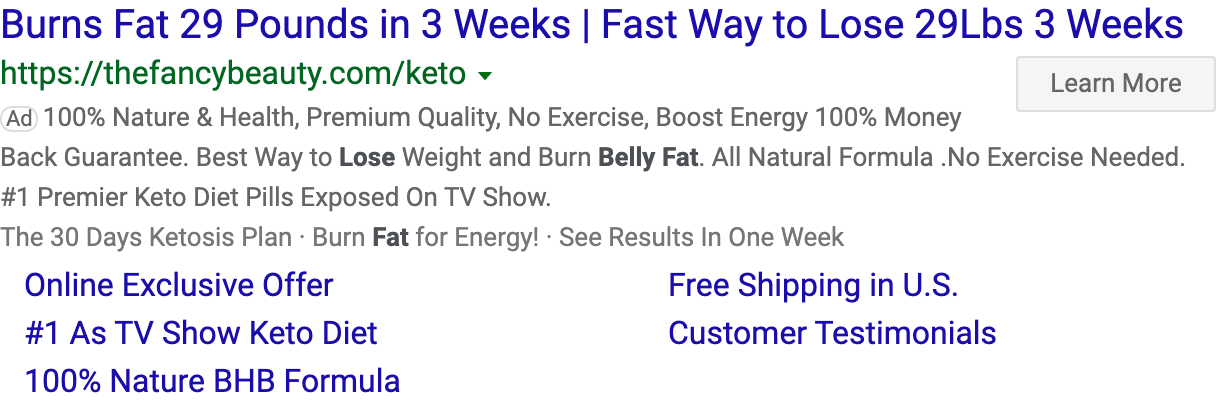 Burns Fat 29 Pounds in 3 Weeks | Fast Way to Lose 29Lbs 3 Weeks
https://thefancybeauty.com/keto
Learn More
Ad 100% Nature & Health, Premium Quality, No Exercise, Boost Energy 100% Money
Back Guarantee. Best Way to Lose Weight and Burn Belly Fat. All Natural Formula .No Exercise Needed.
#1 Premier Keto Diet Pills Exposed On TV Show.
The 30 Days Ketosis Plan · Burn Fat for Energy! · See Results In One Week
Online Exclusive Offer
Free Shipping in U.S.
#1 As TV Show Keto Diet
Customer Testimonials
100% Nature BHB Formula